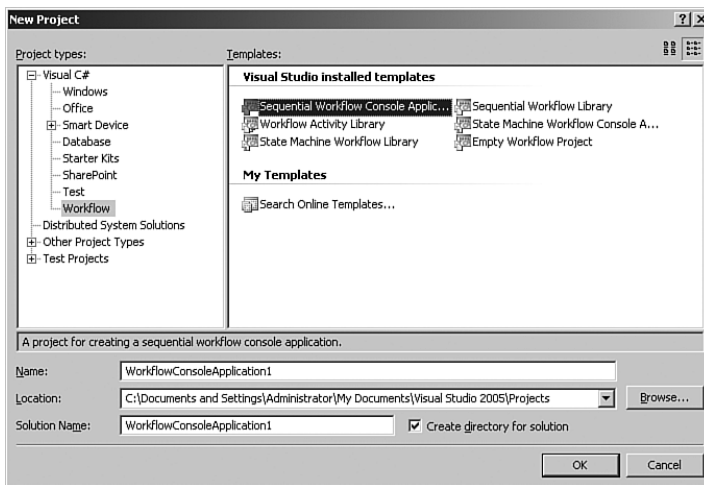 New Project
Project types:
Templates:
Visual C#
Windows
Office
Smart Device
Database
Starter Kits
SharePoint
Test
Workflow
Distributed System Solutions
Other Project Types
Test Projects
Visual Studio installed templates
Sequential Workflow Console Applic... Sequential Workflow Library
Workflow Activity Library State Machine Workflow Console A...
State Machine Workflow Library Empty Workflow Project
My Templates
Search Online Templates...
A project for creating a sequential workflow console application.
Name: WorkflowConsoleApplication1
Location: C:\Documents and Settings\Administrator\My Documents\Visual Studio 2005\Projects Browse...
Solution Name: WorkflowConsoleApplication1 Create directory for solution
OK Cancel